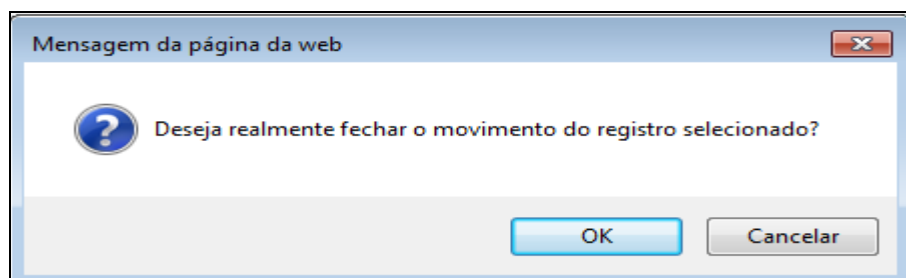 Mensagem da página da web
Deseja realmente fechar o movimento do registro selecionado?
OK
Cancelar